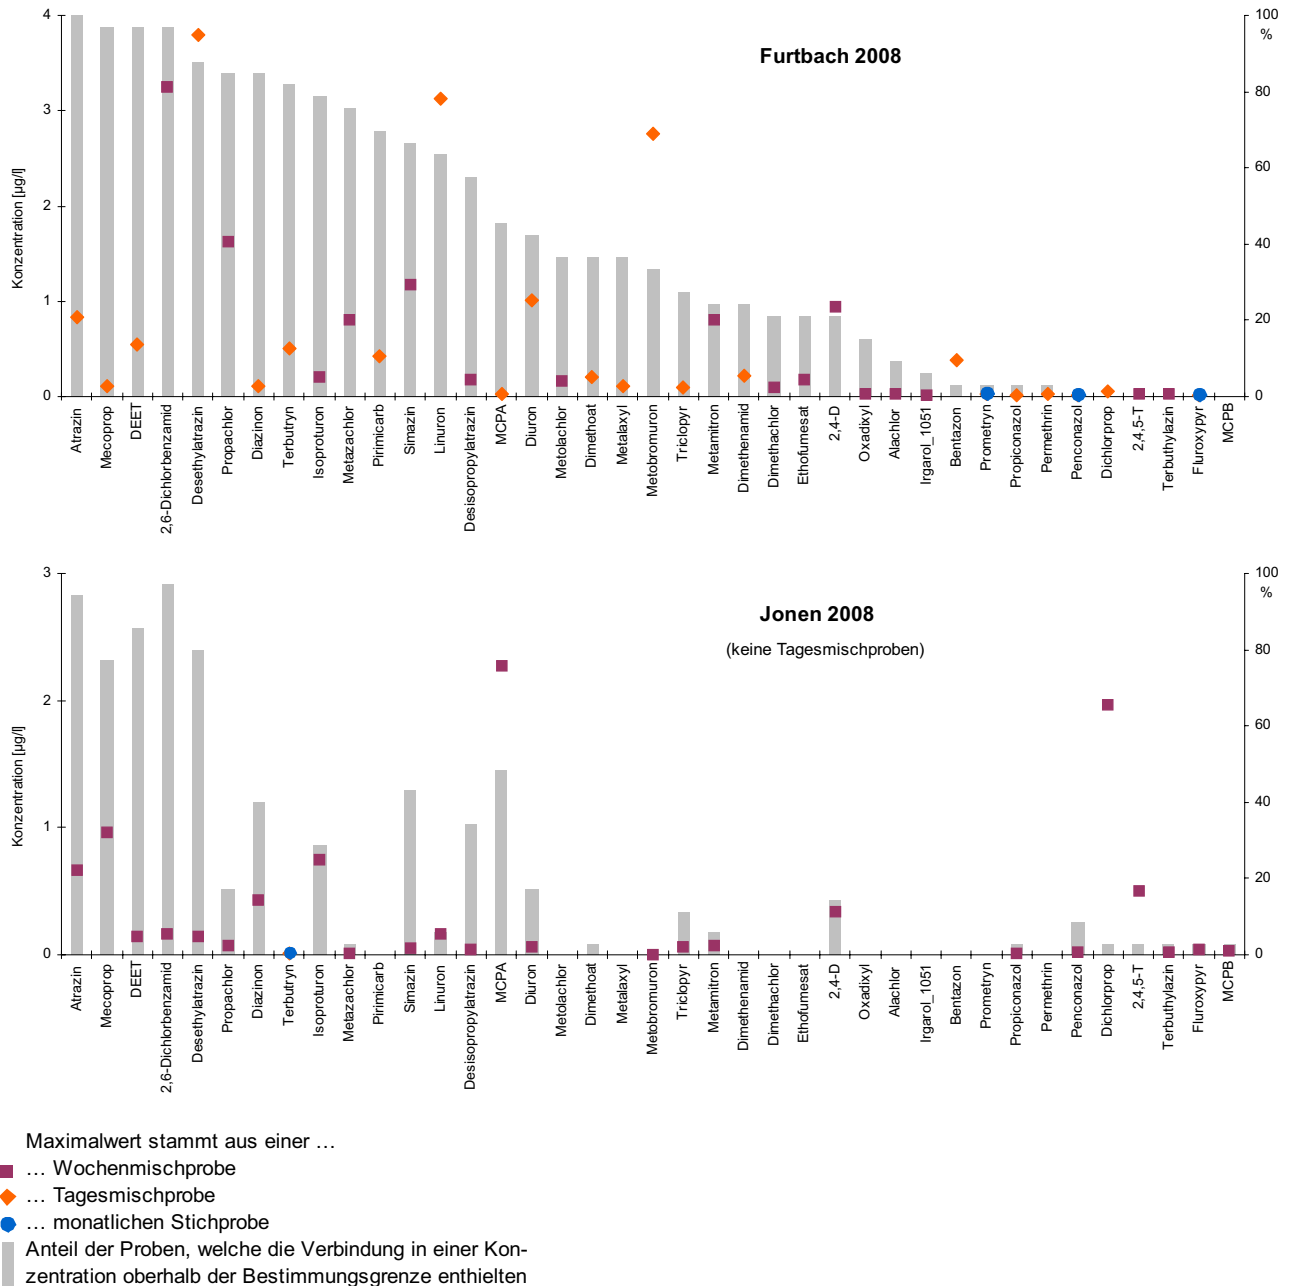 Furtbach 2008
Konzentration [µg/l]
4
3
2
1
0
100
%
80
60
40
20
0
Atrazin
Mecoprop
DEET
2,6-Dichlorbenzamid
Desethylatrazin
Propachlor
Diazinon
Terbutryn
Isoproturon
Metazachlor
Pirimicarb
Simazin
Linuron
Desisopropylatrazin
MCPA
Diuron
Metolachlor
Dimethoat
Metalaxyl
Metobromuron
Triclopyr
Metamitron
Dimethenamid
Dimethachlor
Ethofumesat
2,4-D
Oxadixyl
Alachlor
Irgarol_1051
Bentazon
Prometryn
Propiconazol
Permethrin
Penconazol
Dichlorprop
2,4,5-T
Terbuthylazin
Fluroxypyr
MCPB
Jonen 2008
(keine Tagesmischproben)
Konzentration [µg/l]
3
2
1
0
100
%
80
60
40
20
0
Atrazin
Mecoprop
DEET
2,6-Dichlorbenzamid
Desethylatrazin
Propachlor
Diazinon
Terbutryn
Isoproturon
Metazachlor
Pirimicarb
Simazin
Linuron
Desisopropylatrazin
MCPA
Diuron
Metolachlor
Dimethoat
Metalaxyl
Metobromuron
Triclopyr
Metamitron
Dimethenamid
Dimethachlor
Ethofumesat
2,4-D
Oxadixyl
Alachlor
Irgarol_1051
Bentazon
Prometryn
Propiconazol
Permethrin
Penconazol
Dichlorprop
2,4,5-T
Terbuthylazin
Fluroxypyr
MCPB
Maximalwert stammt aus einer …
… Wochenmischprobe
… Tagesmischprobe
… monatlichen Stichprobe
Anteil der Proben, welche die Verbindung in einer Kon-
zentration oberhalb der Bestimmungsgrenze enthielten